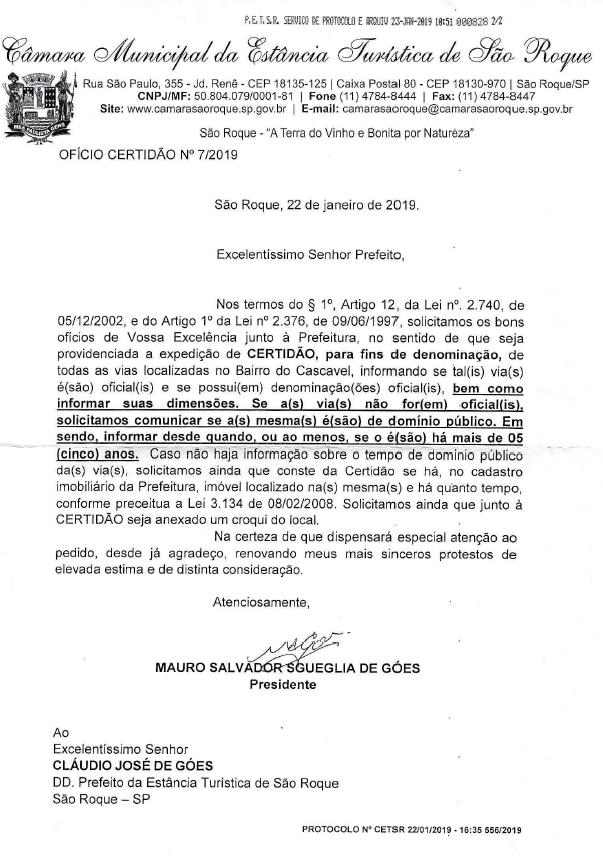 P.E.T.S.R. SERVIÇO DE PROTOCOLO E ARQUIV 23-JAN-2019 10:51 000828 2/2
Câmara Municipal da Estância Turística de São Roque
Rua São Paulo, 355 - Jd. Renê - CEP 18135-125 | Caixa Postal 80 - CEP 18130-970 | São Roque/SP
CNPJ/MF: 50.804.079/0001-81 | Fone (11) 4784-8444 | Fax: (11) 4784-8447
Site: www.camarasaoroque.sp.gov.br | E-mail: camarasaoroque@camarasaoroque.sp.gov.br
São Roque - "A Terra do Vinho e Bonita por Natureza"
OFÍCIO CERTIDÃO Nº 7/2019
São Roque, 22 de janeiro de 2019.
Excelentíssimo Senhor Prefeito,
Nos termos do § 1º, Artigo 12, da Lei nº. 2.740, de
05/12/2002, e do Artigo 1º da Lei nº 2.376, de 09/06/1997, solicitamos os bons
ofícios de Vossa Excelência junto à Prefeitura, no sentido de que seja
providenciada a expedição de CERTIDÃO, para fins de denominação, de
todas as vias localizadas no Bairro do Cascavel, informando se tal(is) via(s)
é(são) oficial(is) e se possui(em) denominação(ões) oficial(is), bem como
informar suas dimensões. Se a(s) via(s) não for(em) oficial(is),
solicitamos comunicar se a(s) mesma(s) é(são) de domínio público. Em
sendo, informar desde quando, ou ao menos, se o é(são) há mais de 05
(cinco) anos. Caso não haja informação sobre o tempo de domínio público
da(s) via(s), solicitamos ainda que conste da Certidão se há, no cadastro
imobiliário da Prefeitura, imóvel localizado na(s) mesma(s) e há quanto tempo,
conforme preceitua a Lei 3.134 de 08/02/2008. Solicitamos ainda que junto à
CERTIDÃO seja anexado um croqui do local.
Na certeza de que dispensará especial atenção ao
pedido, desde já agradeço, renovando meus mais sinceros protestos de
elevada estima e de distinta consideração.
Atenciosamente,
MAURO SALVADOR SGUEGLIA DE GÓES
Presidente
Ao
Excelentíssimo Senhor
CLÁUDIO JOSÉ DE GÓES
DD. Prefeito da Estância Turística de São Roque
São Roque – SP
PROTOCOLO Nº CETSR 22/01/2019 - 16:35 556/2019